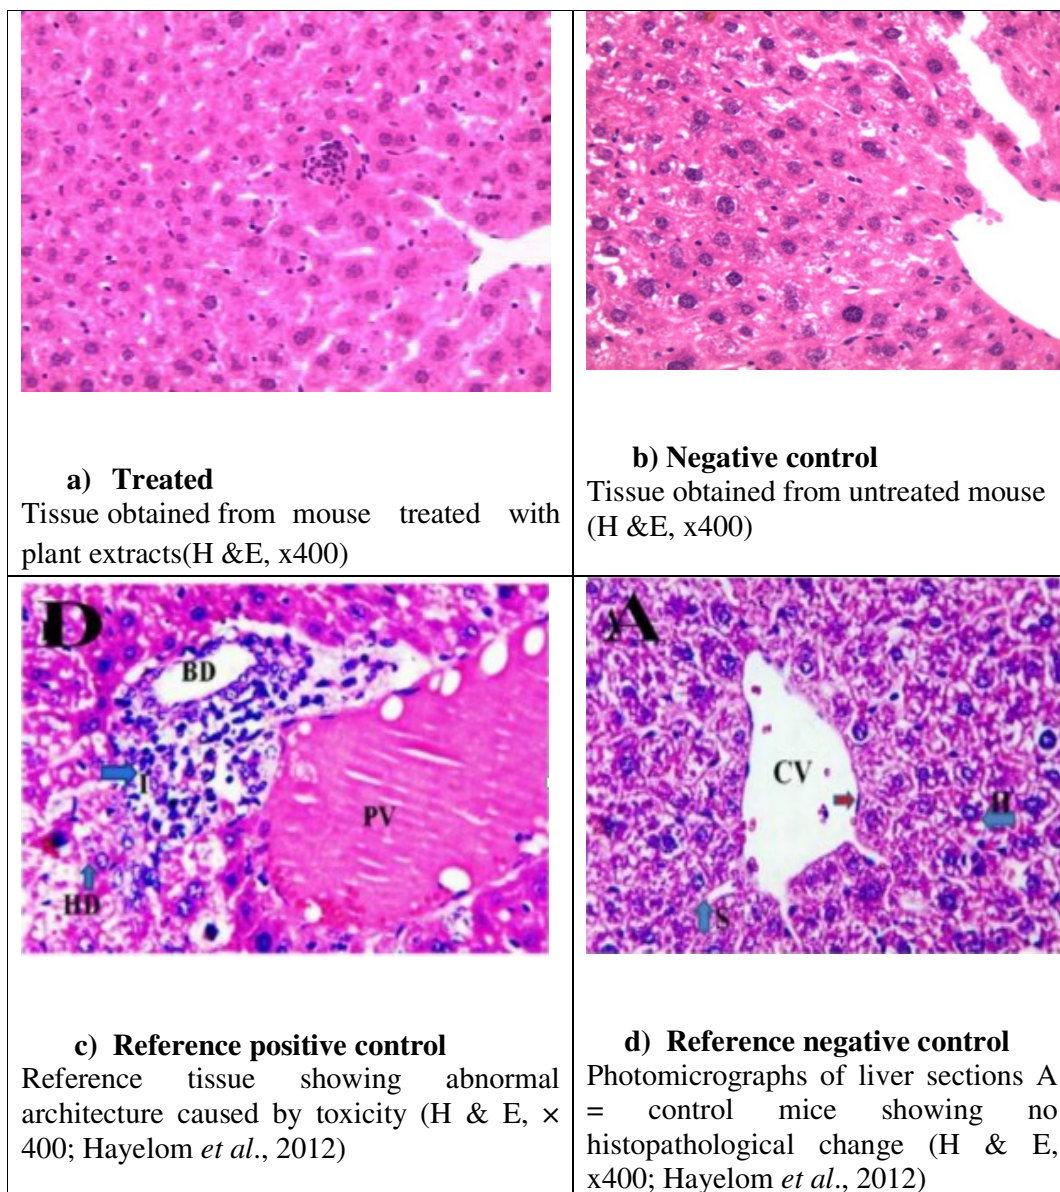 a) Treated
Tissue obtained from mouse treated with
plant extracts(H &E, x400)
b) Negative control
Tissue obtained from untreated mouse
(H &E, x400)
D
BD
I
PV
HD
c) Reference positive control
Reference tissue showing abnormal
architecture caused by toxicity (H & E, ×
400; Hayelom et al., 2012)
A
CV
H
S
d) Reference negative control
Photomicrographs of liver sections A
= control mice showing no
histopathological change (H & E,
x400; Hayelom et al., 2012)